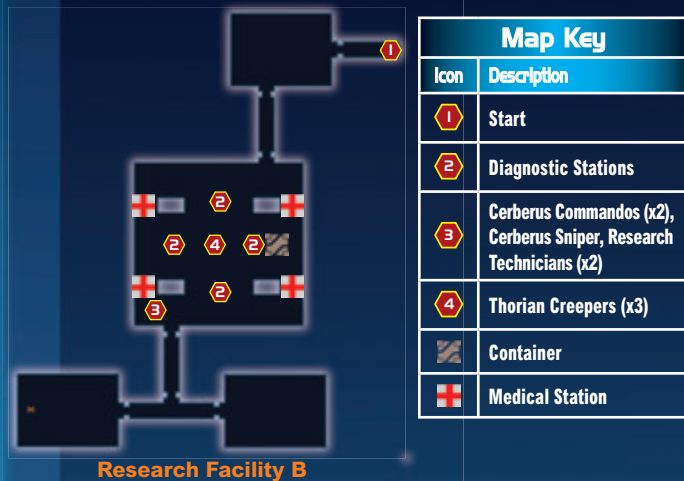 1
2
2
4
2
2
3
Research Facility B
Map Key
Icon Description
1 Start
2 Diagnostic Stations
3 Cerberus Commandos (x2),
Cerberus Sniper, Research
Technicians (x2)
4 Thorian Creepers (x3)
Container
Medical Station